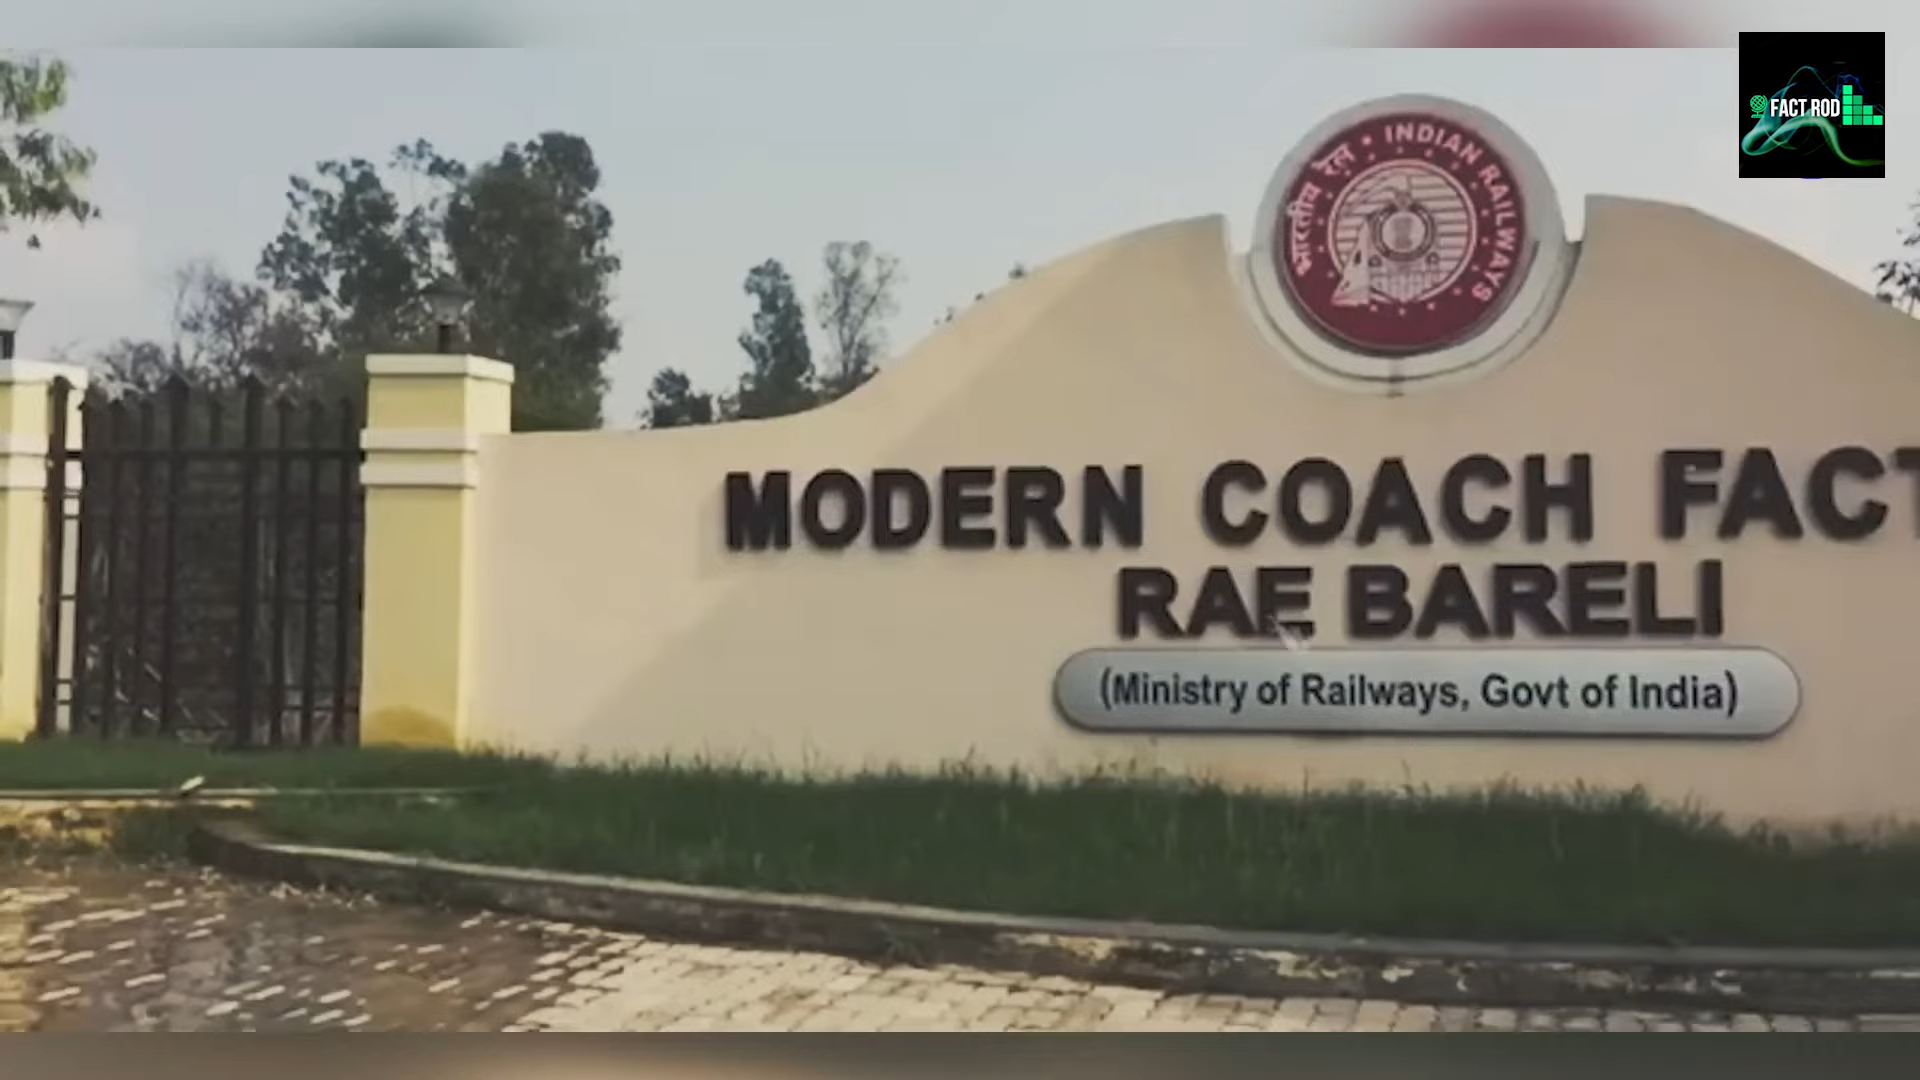 FACT ROD
भारतीय रेल • INDIAN RAILWAYS
MODERN COACH FACT
RAE BARELI
(Ministry of Railways, Govt of India)